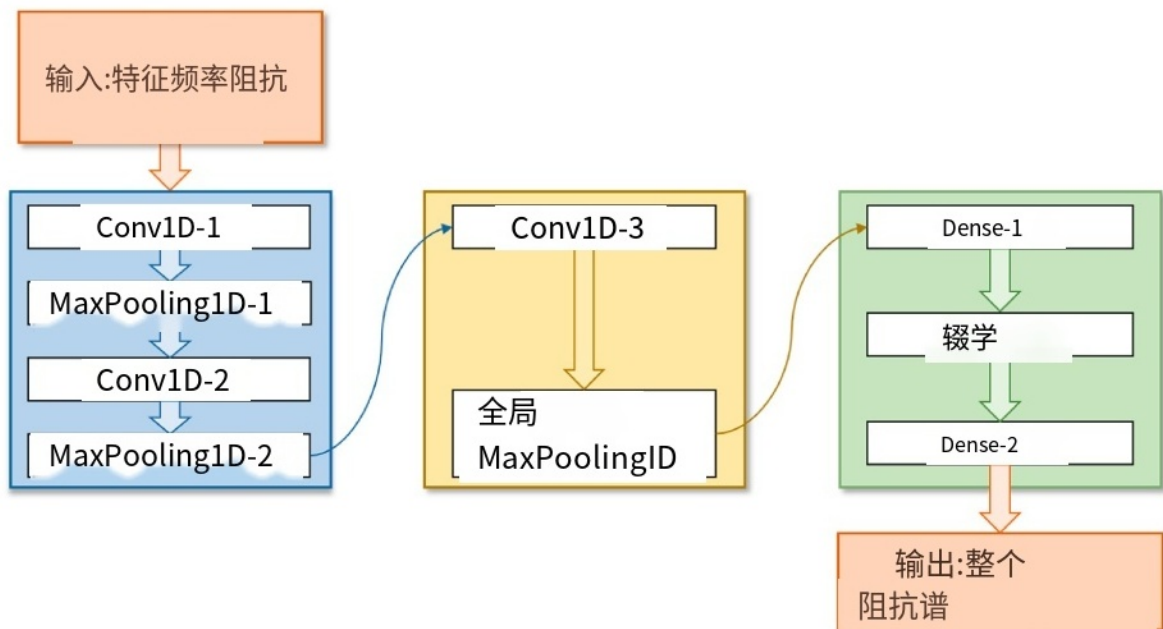 输入:特征频率阻抗
Conv1D-1
MaxPooling1D-1
Conv1D-2
MaxPooling1D-2
Conv1D-3
全局
MaxPoolingID
Dense-1
辍学
Dense-2
输出:整个
阻抗谱